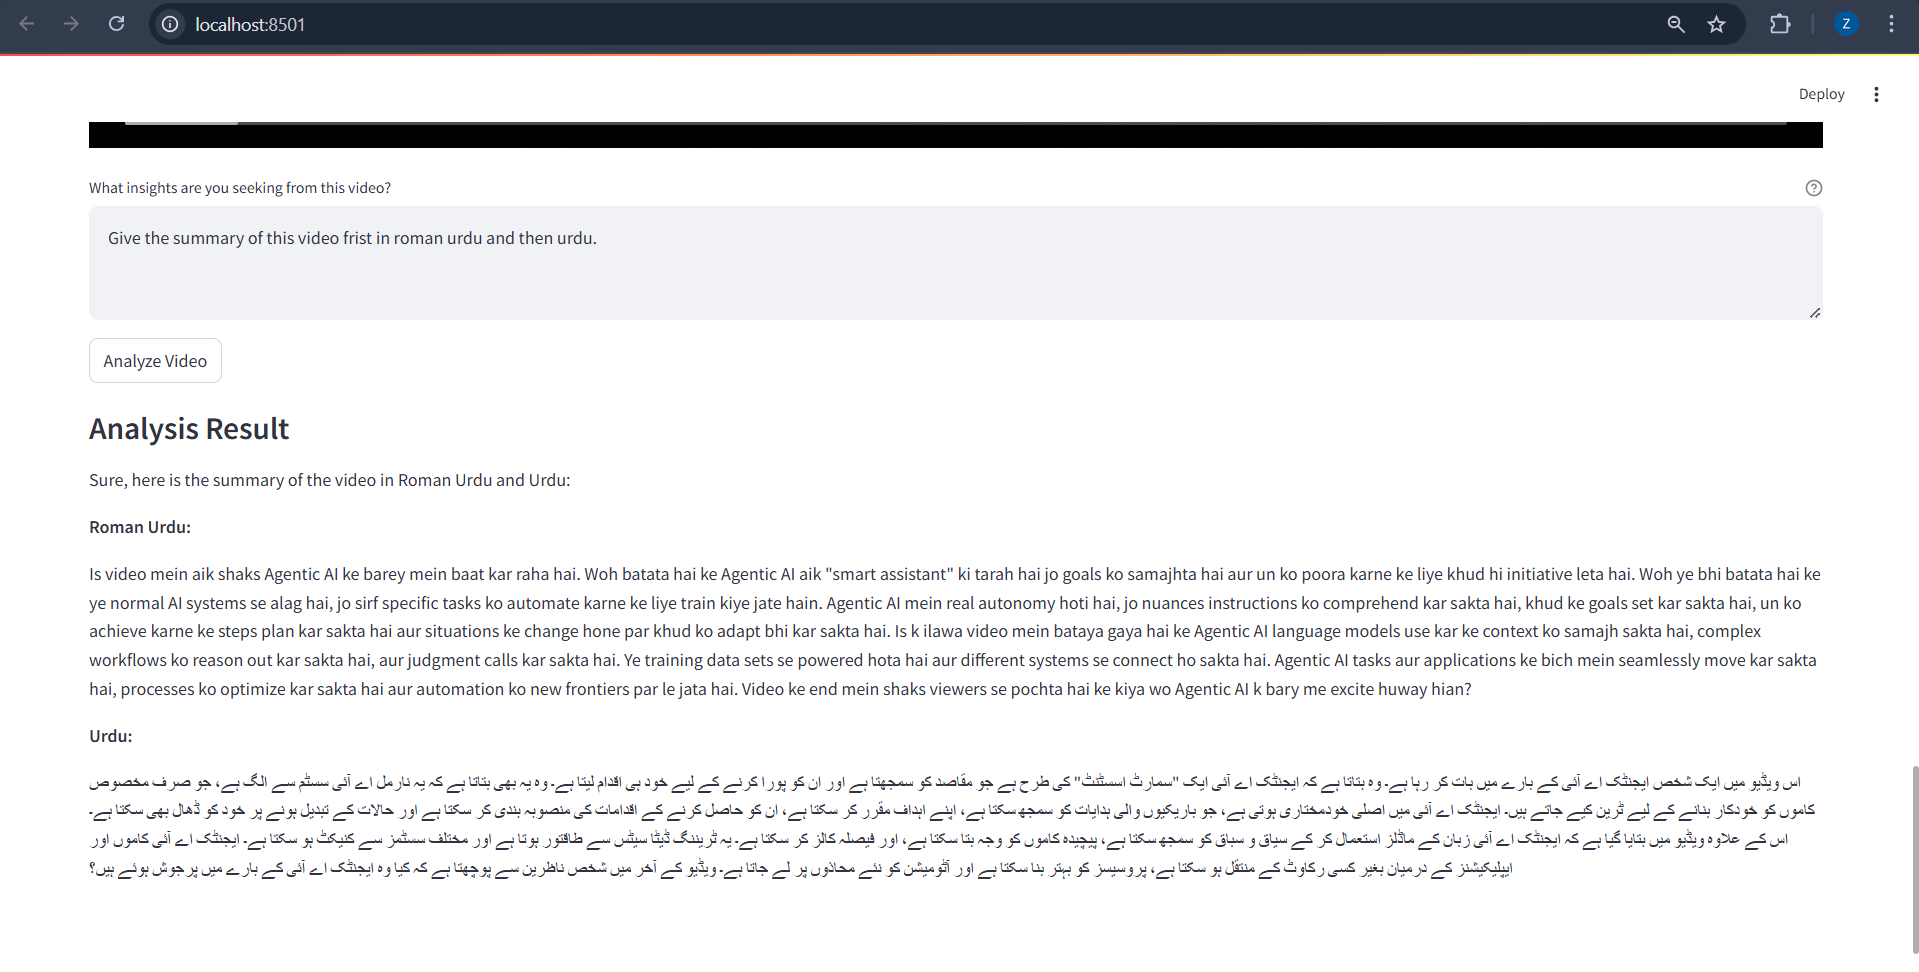 localhost:8501
Z
Deploy
What insights are you seeking from this video?
Give the summary of this video frist in roman urdu and then urdu.
Analyze Video
Analysis Result
Sure, here is the summary of the video in Roman Urdu and Urdu:
Roman Urdu:
Is video mein aik shaks Agentic AI ke barey mein baat kar raha hai. Woh batata hai ke Agentic AI aik "smart assistant" ki tarah hai jo goals ko samajhta hai aur un ko poora karne ke liye khud hi initiative leta hai. Woh ye bhi batata hai ke
ye normal AI systems se alag hai, jo sirf specific tasks ko automate karne ke liye train kiye jate hain. Agentic AI mein real autonomy hoti hai, jo nuances instructions ko comprehend kar sakta hai, khud ke goals set kar sakta hai, un ko
achieve karne ke steps plan kar sakta hai aur situations ke change hone par khud ko adapt bhi kar sakta hai. Is k ilawa video mein bataya gaya hai ke Agentic AI language models use kar ke context ko samajh sakta hai, complex
workflows ko reason out kar sakta hai, aur judgment calls kar sakta hai. Ye training data sets se powered hota hai aur different systems se connect ho sakta hai. Agentic AI tasks aur applications ke bich mein seamlessly move kar sakta
hai, processes ko optimize kar sakta hai aur automation ko new frontiers par le jata hai. Video ke end mein shaks viewers se pochta hai ke kiya wo Agentic AI k bary me excite huway hian?
Urdu:
اس ویڈیو میں ایک شخص ایجنٹک اے آئی کے بارے میں بات کر رہا ہے۔ وہ بتاتا ہے کہ ایجنٹک اے آئی ایک "سمارٹ اسسٹنٹ" کی طرح ہے جو مقاصد کو سمجھتا ہے اور ان کو پورا کرنے کے لیے خود ہی اقدام لیتا ہے۔ وہ یہ بھی بتاتا ہے کہ یہ نارمل اے آئی سسٹم سے الگ ہے، جو صرف مخصوص
کاموں کو خودکار بنانے کے لیے ٹرین کیے جاتے ہیں۔ ایجنٹک اے آئی میں اصلی خودمختاری ہوتی ہے، جو باریکیوں والی ہدایات کو سمجھ سکتا ہے، اپنے اہداف مقرر کر سکتا ہے، ان کو حاصل کرنے کے اقدامات کی منصوبہ بندی کر سکتا ہے اور حالات کے تبدیل ہونے پر خود کو ڈھال بھی سکتا ہے۔
اس کے علاوہ ویڈیو میں بتایا گیا ہے کہ ایجنٹک اے آئی زبان کے ماڈلز استعمال کر کے سیاق و سباق کو سمجھ سکتا ہے، پیچیدہ کاموں کو وجہ بتا سکتا ہے، اور فیصلہ کالز کر سکتا ہے۔ یہ ٹریننگ ڈیٹا سیٹس سے طاقتور ہوتا ہے اور مختلف سسٹمز سے کنیکٹ ہو سکتا ہے۔ ایجنٹک اے آئی کاموں اور
ایپلیکیشنز کے درمیان بغیر کسی رکاوٹ کے منتقل ہو سکتا ہے، پروسیسز کو بہتر بنا سکتا ہے اور آٹومیشن کو نئے محاذوں پر لے جاتا ہے۔ ویڈیو کے آخر میں شخص ناظرین سے پوچھتا ہے کہ کیا وہ ایجنٹک اے آئی کے بارے میں پرجوش ہوئے ہیں؟